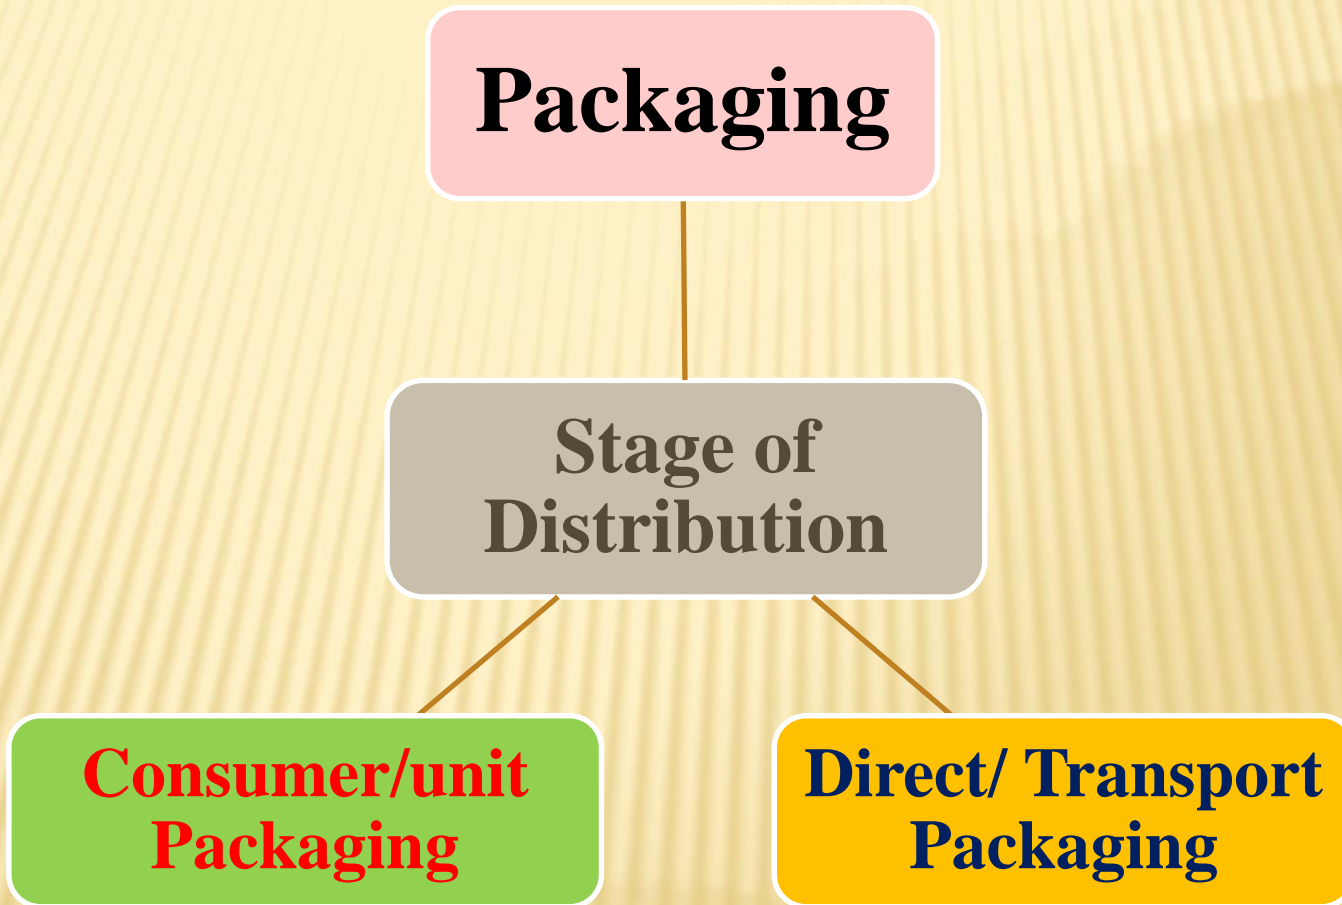 Packaging
Stage of
Distribution
Consumer/unit
Packaging
Direct/ Transport
Packaging